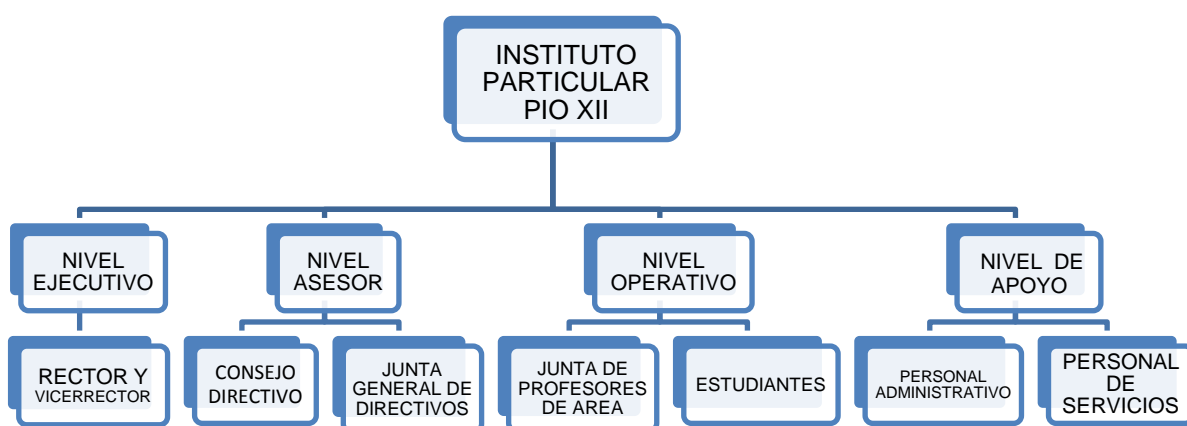 INSTITUTO
PARTICULAR
PIO XII
NIVEL
EJECUTIVO
NIVEL
ASESOR
NIVEL
OPERATIVO
NIVEL DE
APOYO
RECTOR Y
VICERRECTOR
CONSEJO
DIRECTIVO
JUNTA
GENERAL DE
DIRECTIVOS
JUNTA DE
PROFESORES
DE AREA
ESTUDIANTES
PERSONAL
ADMINISTRATIVO
PERSONAL
DE
SERVICIOS